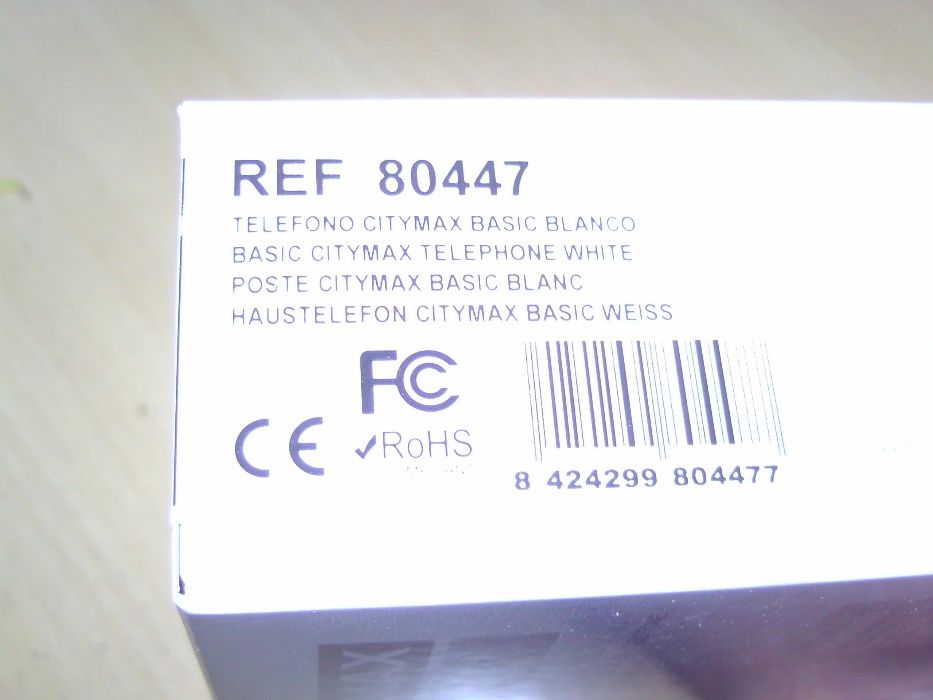 REF 80447
TELEFONO CITYMAX BASIC BLANCO
BASIC CITYMAX TELEPHONE WHITE
POSTE CITYMAX BASIC BLANC
HAUSTELEFON CITYMAX BASIC WEISS
FC
CE
✓RoHS
8 424299 804477